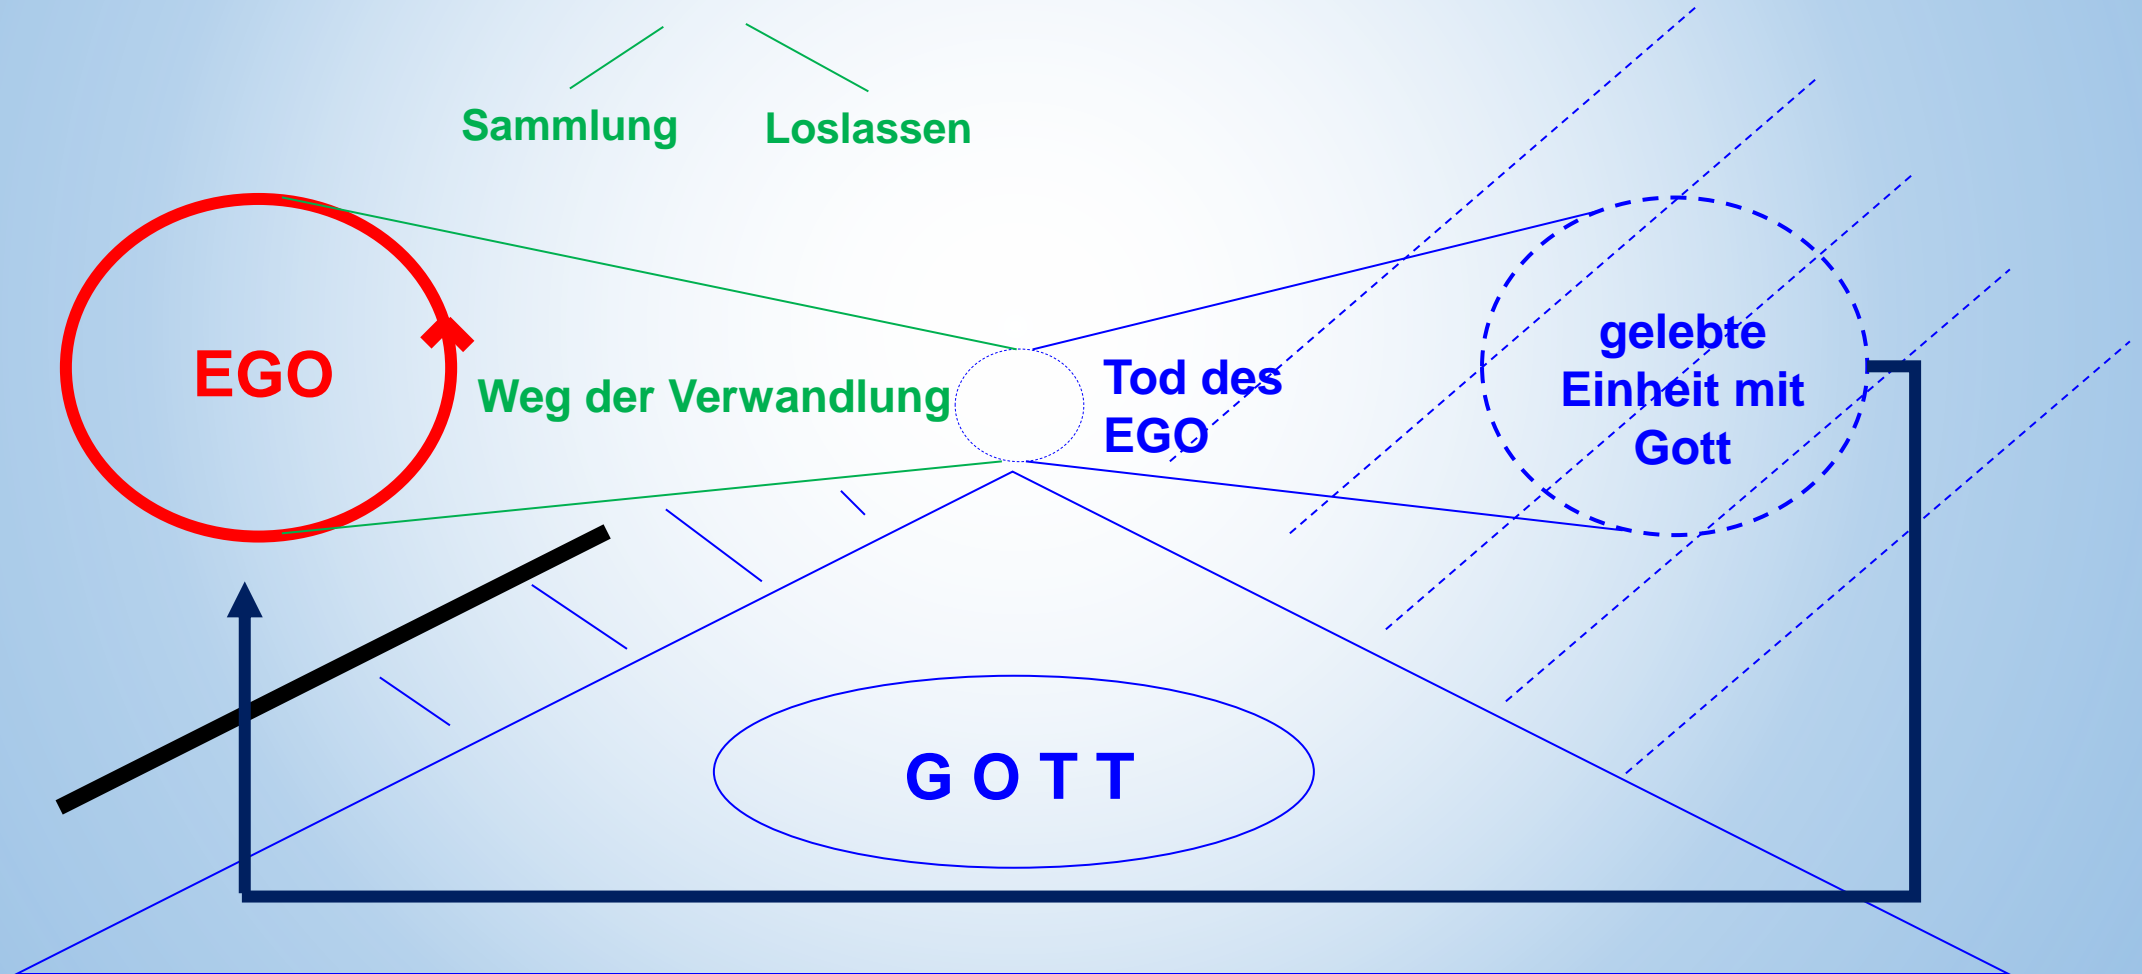 Sammlung
Loslassen
EGO
Weg der Verwandlung
Tod des
EGO
gelebte
Einheit mit
Gott
G O T T